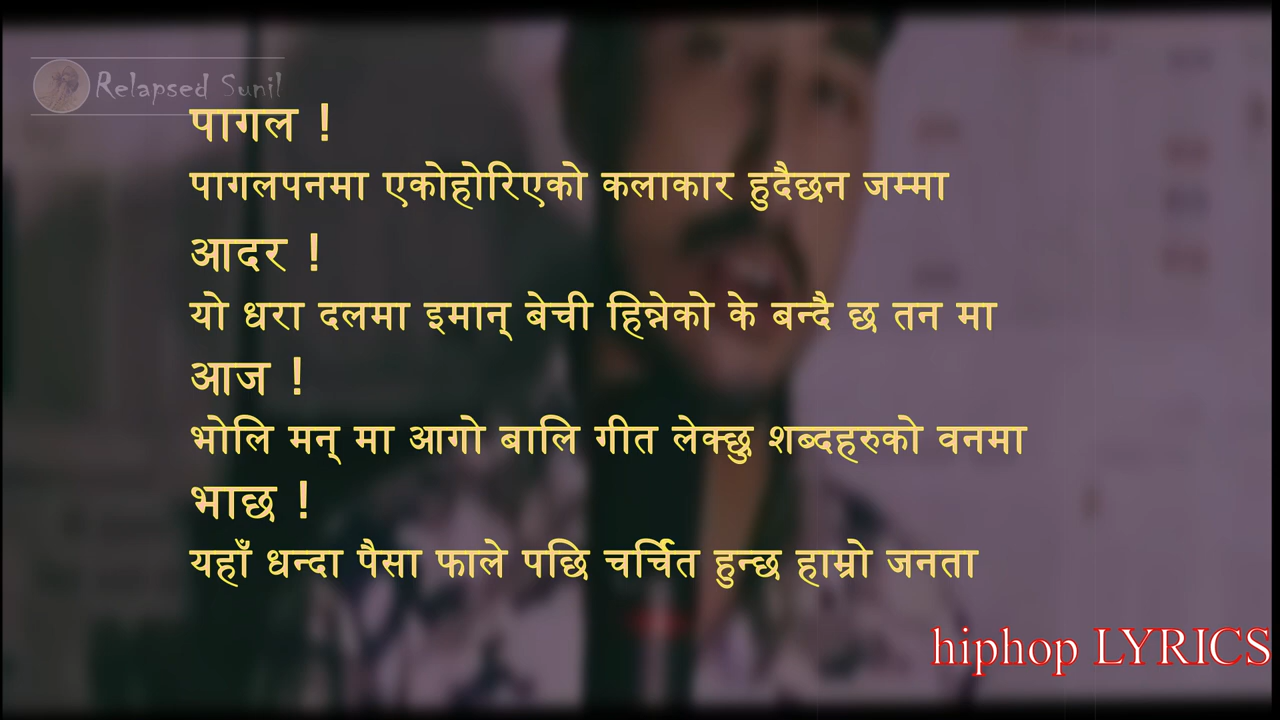 Relapsed Sunil
पागल !
पागलपनमा एकोहोरिएको कलाकार हुदैछन जम्मा
आदर !
यो धरा दलमा इमान् बेची हिन्नेको के बन्दै छ तन मा
आज !
भोलि मन् मा आगो बालि गीत लेक्छु शब्दहरुको वनमा
भाछ !
यहाँ धन्दा पैसा फाले पछि चर्चित हुन्छ हाम्रो जनता
hiphop LYRICS